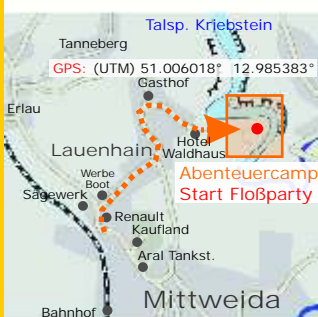 Talsp. Kriebstein
Tanneberg
GPS: (UTM) 51.006018° 12.985383°
Gasthof
Erlau
Hotel
Waldhaus
Lauenhain
Abenteuercamp
Start Floßparty
Werbe
Boot
Sägewerk
Renault
Kaufland
Aral Tankst.
Mittweida
Bahnhof